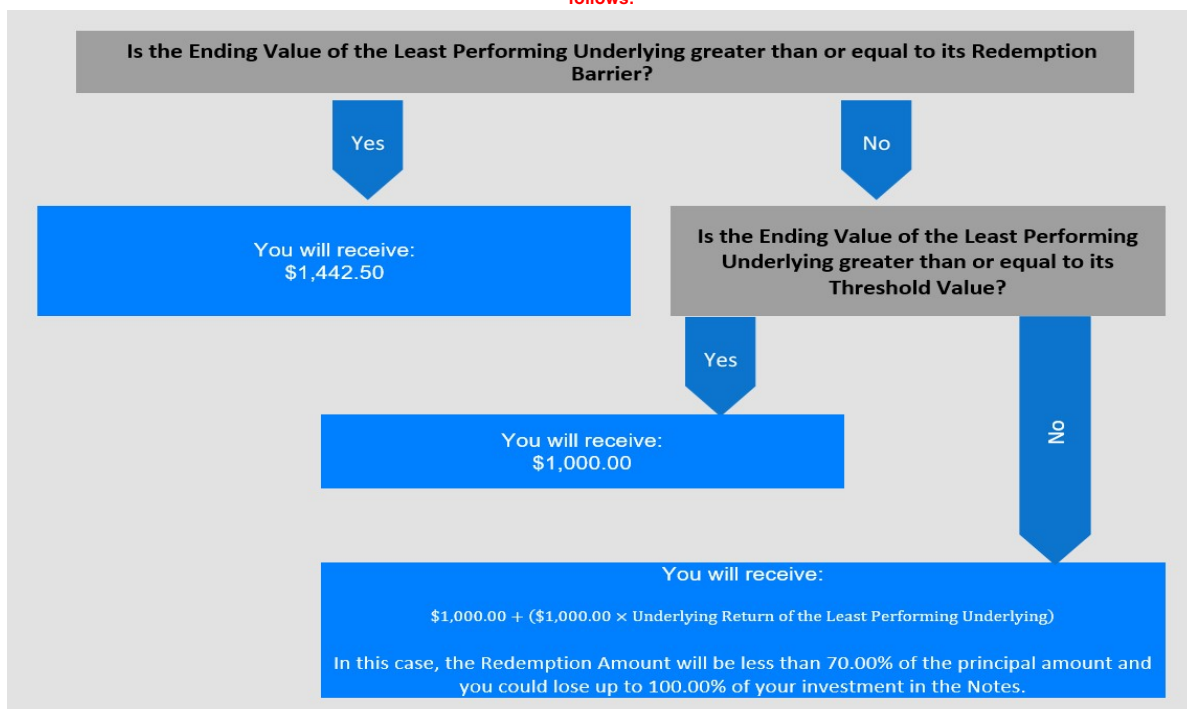 follows:
Is the Ending Value of the Least Performing Underlying greater than or equal to its Redemption
Barrier?
Yes
No
You will receive:
$1,442.50
Is the Ending Value of the Least Performing
Underlying greater than or equal to its
Threshold Value?
Yes
No
You will receive:
$1,000.00
You will receive:
$1,000.00 + ($1,000.00 × Underlying Return of the Least Performing Underlying)
In this case, the Redemption Amount will be less than 70.00% of the principal amount and
you could lose up to 100.00% of your investment in the Notes.